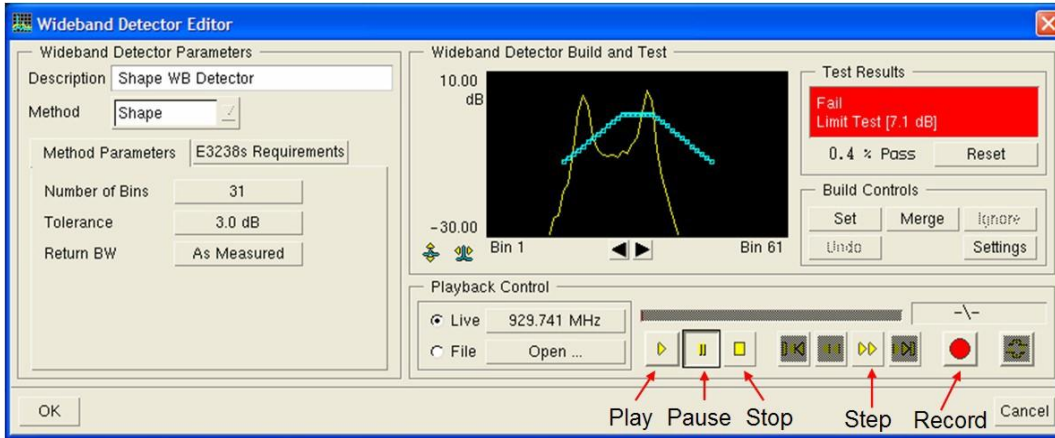 Wideband Detector Editor
Wideband Detector Parameters
Description Shape WB Detector
Method Shape
Method Parameters E3238s Requirements
Number of Bins 31
Tolerance 3.0 dB
Return BW As Measured
Wideband Detector Build and Test
10.00
dB
-30.00
Bin 1 Bin 61
Test Results
Fail
Limit Test [7.1 dB]
0.4 % Pass Reset
Build Controls
Set Merge Ignore
Undo Settings
Playback Control
Live 929.741 MHz
File Open ...
-\-
Play Pause Stop Step Record
OK Cancel